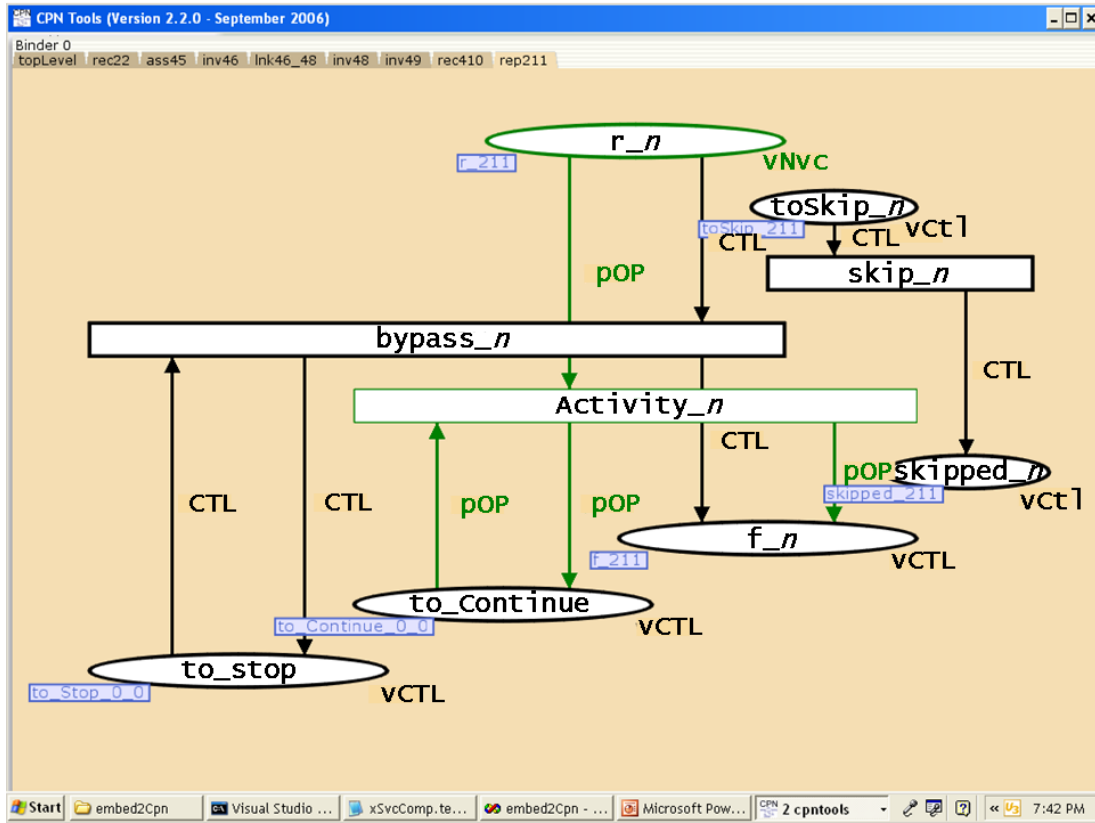 CPN Tools (Version 2.2.0 - September 2006)
Binder 0
topLevel rec22 ass45 inv46 lnk46_48 inv48 inv49 rec410 rep211
r_n
r_211
vNvc
toSkip_n
toSkip_211
vCtl
CTL
CTL
pOP
skip_n
bypass_n
CTL
Activity_n
CTL
pOP
skipped_n
skipped_211
vCtl
CTL
CTL
pOP
pOP
f_n
f_211
vCTL
to_Continue
to_Continue_0_0
vCTL
to_stop
to_Stop_0_0
vCTL
Start embed2Cpn Visual Studio ... xSvcComp.te... embed2Cpn - ... Microsoft Pow... CPN 2 cpntools « U3 7:42 PM